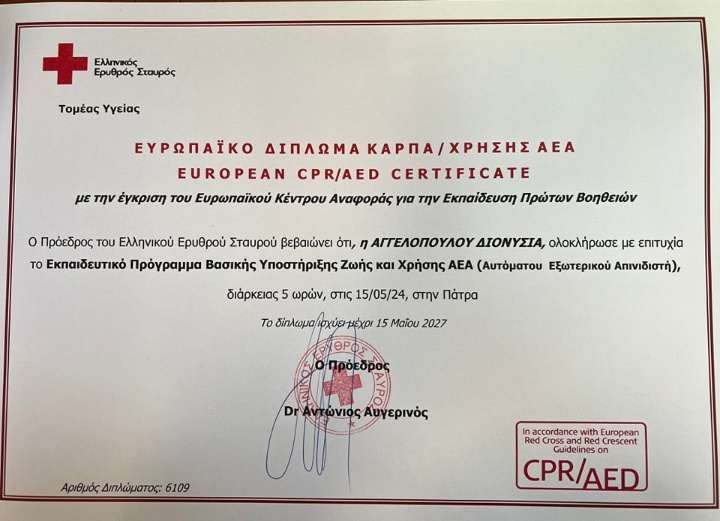 Ελληνικός
Ερυθρός Σταυρός
Τομέας Υγείας
ΕΥΡΩΠΑΪΚΟ ΔΙΠΛΩΜΑ ΚΑΡΠΑ/ΧΡΗΣΗΣ ΑΕΑ
EUROPEAN CPR/AED CERTIFICATE
με την έγκριση του Ευρωπαϊκού Κέντρου Αναφοράς για την Εκπαίδευση Πρώτων Βοηθειών
Ο Πρόεδρος του Ελληνικού Ερυθρού Σταυρού βεβαιώνει ότι, η ΑΓΓΕΛΟΠΟΥΛΟΥ ΔΙΟΝΥΣΙΑ, ολοκλήρωσε με επιτυχία
το Εκπαιδευτικό Πρόγραμμα Βασικής Υποστήριξης Ζωής και Χρήσης ΑΕΑ (Αυτόματου Εξωτερικού Απινιδιστή),
διάρκειας 5 ωρών, στις 15/05/24, στην Πάτρα
Το δίπλωμα ισχύει μέχρι 15 Μαΐου 2027
ΕΛΛΗΝΙΚΟΣ ΕΡΥΘΡΟΣ ΣΤΑΥΡΟΣ
Ο Πρόεδρος
Dr Αντώνιος Αυγερινός
In accordance with European
Red Cross and Red Crescent
Guidelines on
CPR/AED
Αριθμός Διπλώματος: 6109